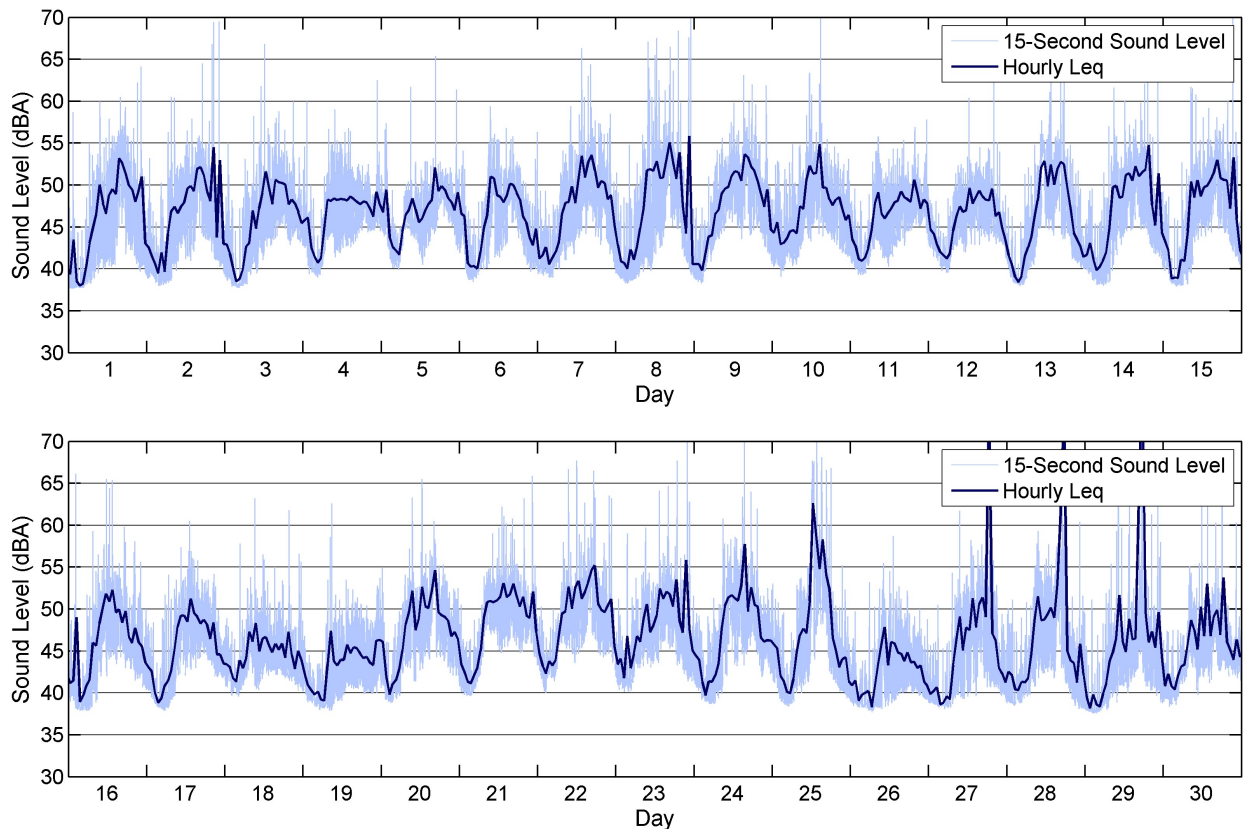 70
65
60
55
50
45
40
35
30
Sound Level (dBA)
15-Second Sound Level
Hourly Leq
1 2 3 4 5 6 7 8 9 10 11 12 13 14 15
Day
70
65
60
55
50
45
40
35
30
Sound Level (dBA)
15-Second Sound Level
Hourly Leq
16 17 18 19 20 21 22 23 24 25 26 27 28 29 30
Day